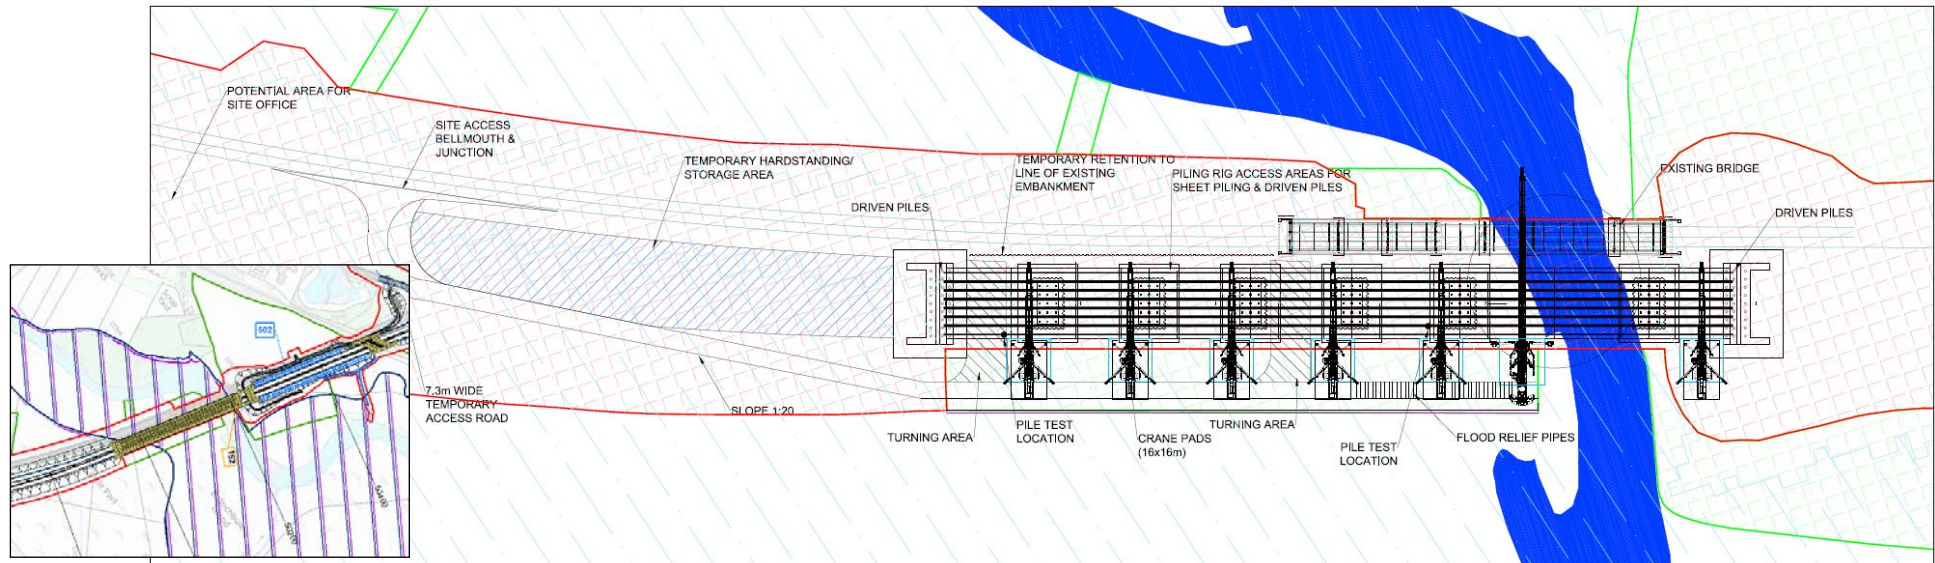 POTENTIAL AREA FOR
SITE OFFICE
SITE ACCESS
BELLMOUTH &
JUNCTION
TEMPORARY HARDSTANDING/
STORAGE AREA
TEMPORARY RETENTION TO
LINE OF EXISTING
EMBANKMENT
PILING RIG ACCESS AREAS FOR
SHEET PILING & DRIVEN PILES
EXISTING BRIDGE
DRIVEN PILES
DRIVEN PILES
502
152
50200
50400
7.3m WIDE
TEMPORARY
ACCESS ROAD
SLOPE 1:20
TURNING AREA
PILE TEST
LOCATION
CRANE PADS
(16x16m)
TURNING AREA
PILE TEST
LOCATION
FLOOD RELIEF PIPES